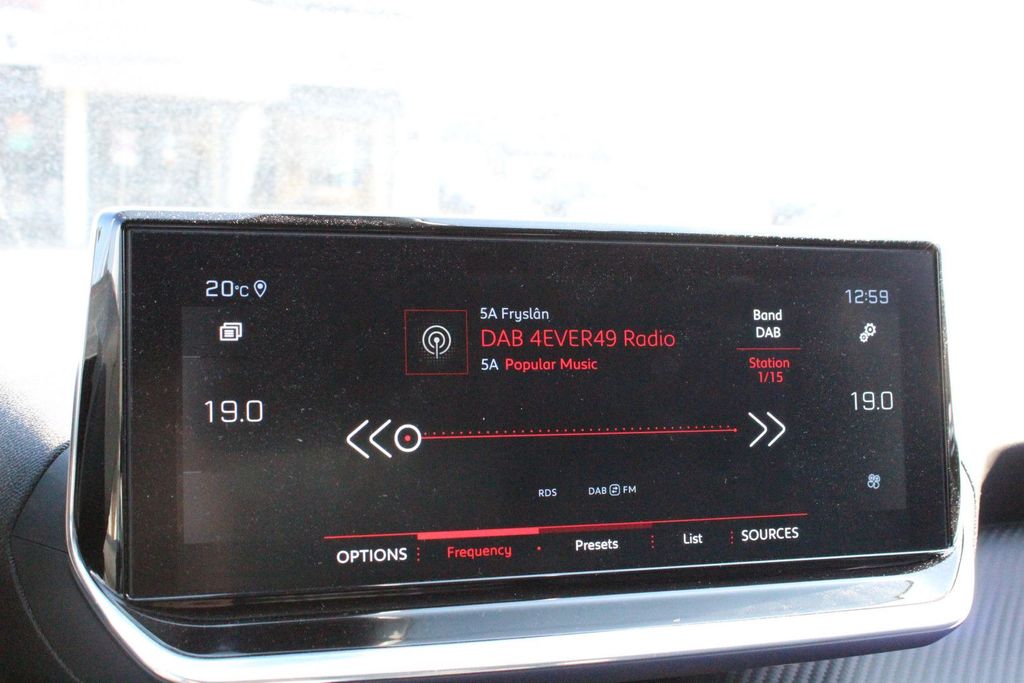 20°C
12:59
5A Fryslân
DAB 4EVER49 Radio
5A Popular Music
Band
DAB
Station
1/15
19.0
19.0
RDS
DAB FM
OPTIONS
Frequency
Presets
List
SOURCES